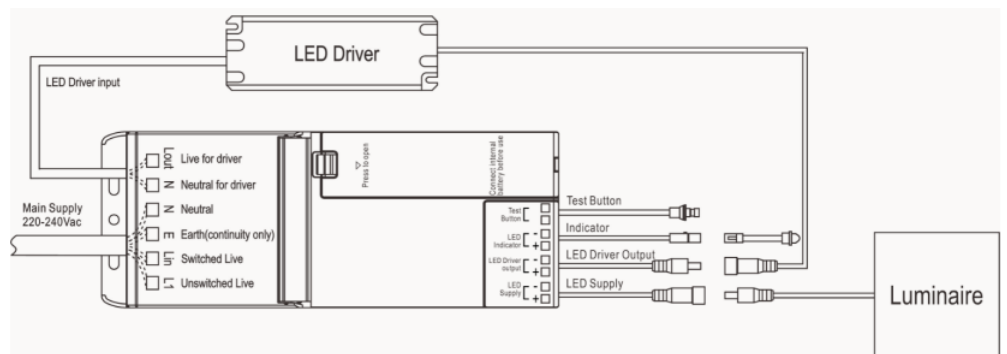 LED Driver
LED Driver input
Lout Live for driver
N Neutral for driver
Main Supply
220-240Vac
N Neutral
E Earth(continuity only)
Lin Switched Live
L1 Unswitched Live
Press to open
Connect internal
battery before use
Test
Button
Test Button
LED
Indicator
- +
Indicator
LED Driver
output
- +
LED Driver Output
LED
Supply
- +
LED Supply
Luminaire